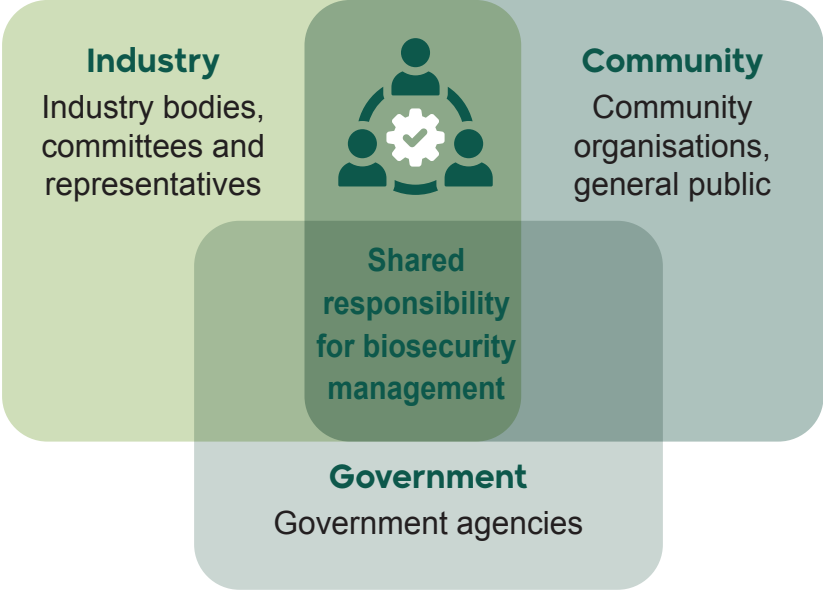 Industry
Industry bodies,
committees and
representatives
Community
Community
organisations,
general public
Shared
responsibility
for biosecurity
management
Government
Government agencies